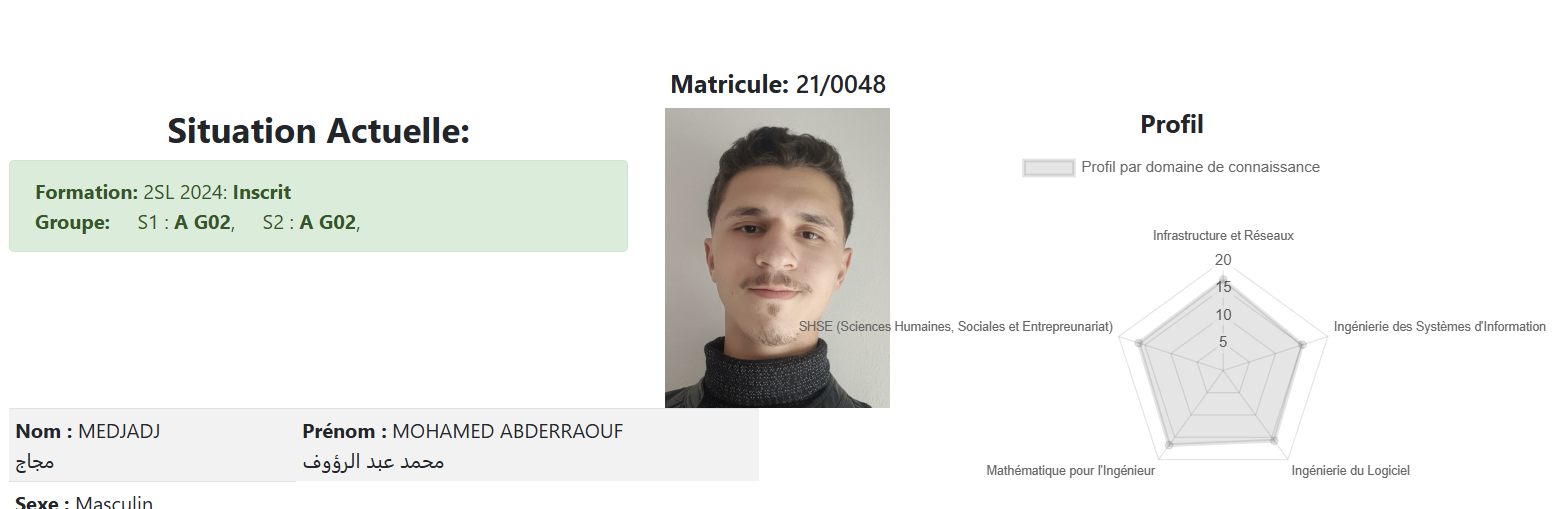 Matricule: 21/0048
Situation Actuelle:
Formation: 2SL 2024: Inscrit
Groupe: S1 : A G02, S2 : A G02,
Profil
Profil par domaine de connaissance
Infrastructure et Réseaux
20
15
10
5
SHSE (Sciences Humaines, Sociales et Entrepreunariat)
Ingénierie des Systèmes d'Information
Mathématique pour l'Ingénieur
Ingénierie du Logiciel
Nom : MEDJADJ
مجاج
Prénom : MOHAMED ABDERRAOUF
محمد عبد الرؤوف
Sexe : Masculin